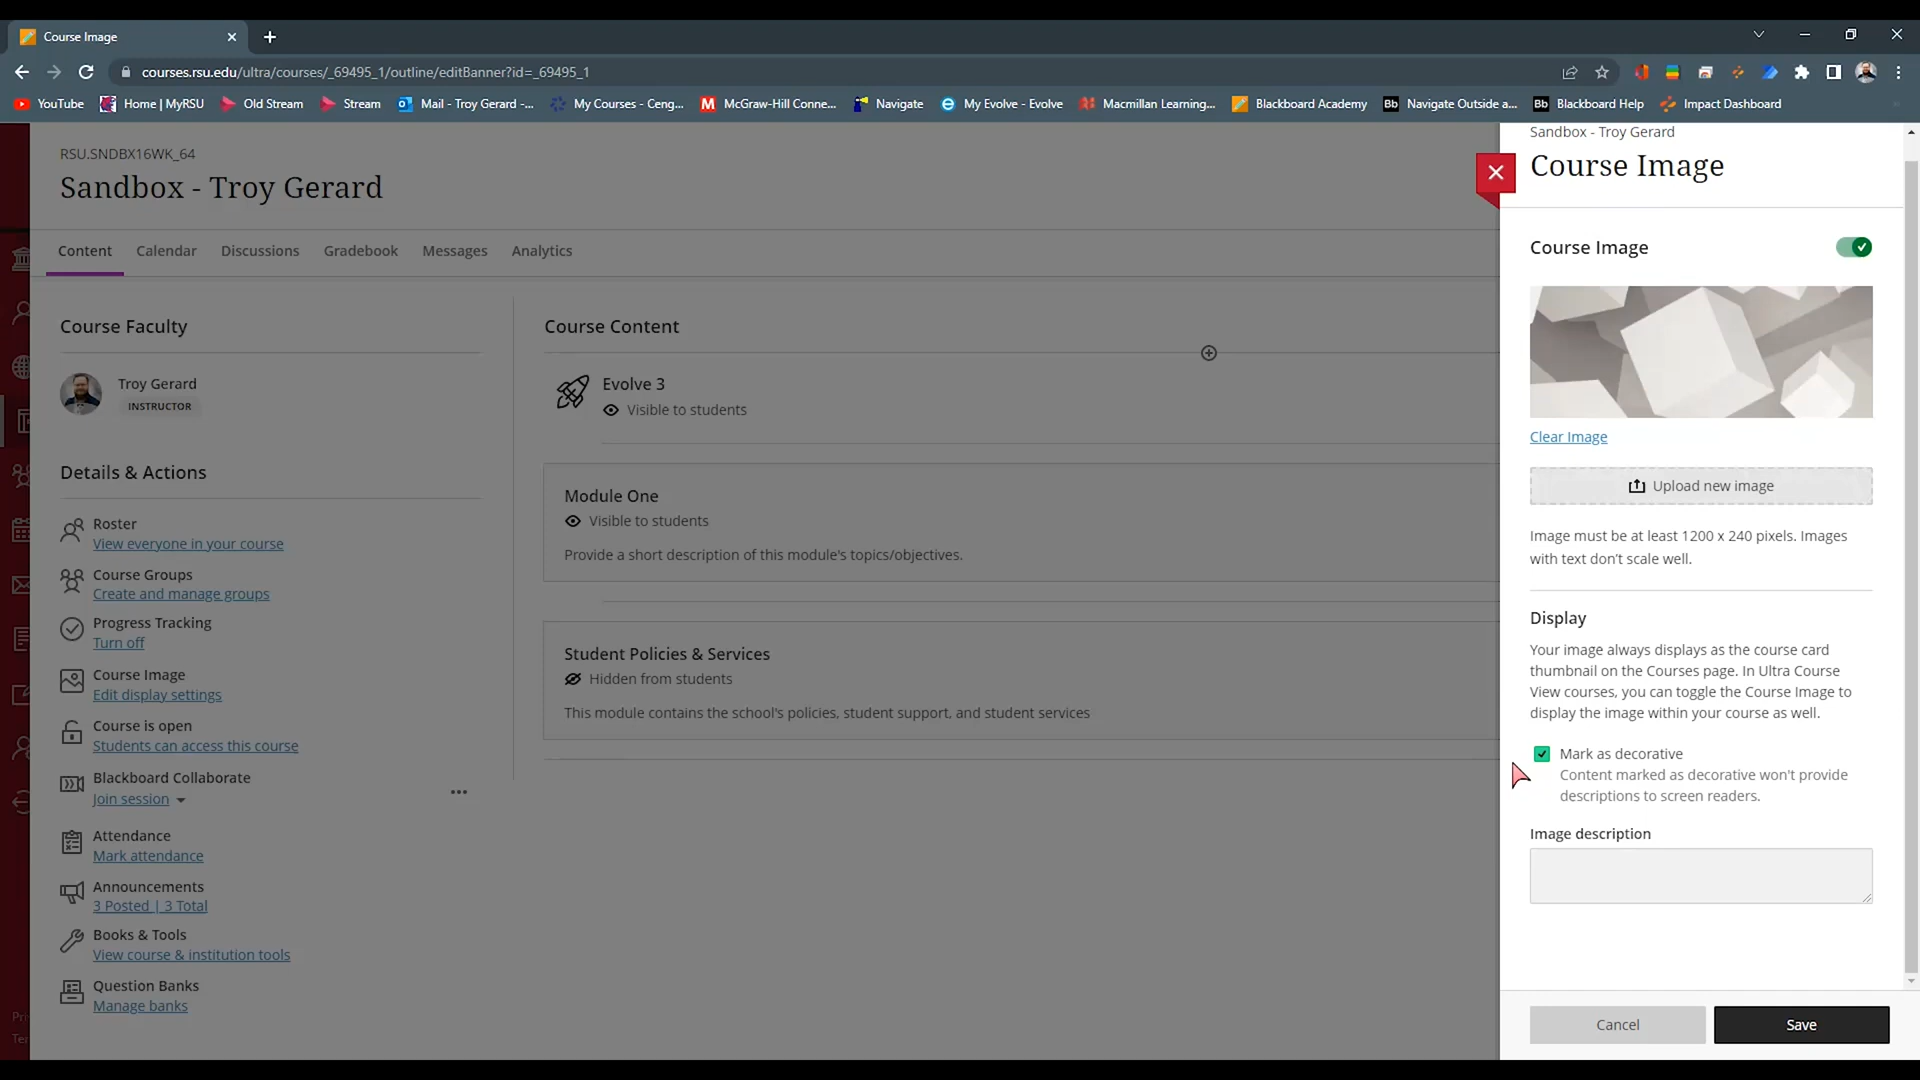 Course Image
courses.rsu.edu/ultra/courses/_69495_1/outline/editBanner?id=_69495_1
YouTube
Home | MyRSU
Old Stream
Stream
Mail - Troy Gerard -...
My Courses - Ceng...
McGraw-Hill Conne...
Navigate
My Evolve - Evolve
Macmillan Learning...
Blackboard Academy
Bb Navigate Outside a...
Bb Blackboard Help
Impact Dashboard
RSU.SNDBX16WK_64
Sandbox - Troy Gerard
Content
Calendar
Discussions
Gradebook
Messages
Analytics
Course Faculty
Troy Gerard
INSTRUCTOR
Details & Actions
Roster
View everyone in your course
Course Groups
Create and manage groups
Progress Tracking
Turn off
Course Image
Edit display settings
Course is open
Students can access this course
Blackboard Collaborate
Join session
Attendance
Mark attendance
Announcements
3 Posted | 3 Total
Books & Tools
View course & institution tools
Question Banks
Manage banks
Course Content
Evolve 3
Visible to students
Module One
Visible to students
Provide a short description of this module's topics/objectives.
Student Policies & Services
Hidden from students
This module contains the school's policies, student support, and student services
Sandbox - Troy Gerard
Course Image
Course Image
Clear Image
Upload new image
Image must be at least 1200 x 240 pixels. Images
with text don't scale well.
Display
Your image always displays as the course card
thumbnail on the Courses page. In Ultra Course
View courses, you can toggle the Course Image to
display the image within your course as well.
Mark as decorative
Content marked as decorative won't provide
descriptions to screen readers.
Image description
Cancel
Save